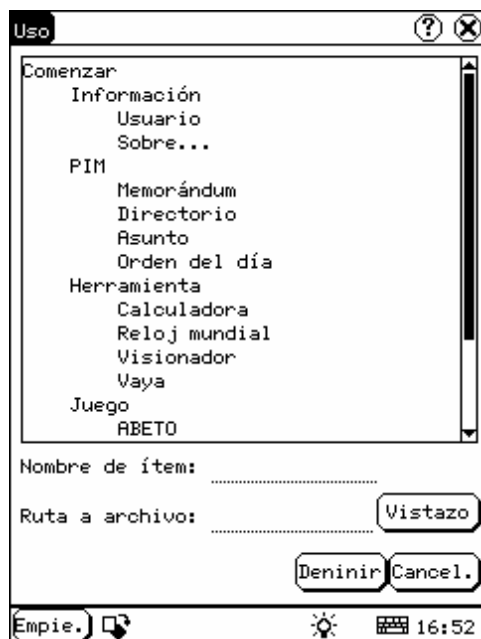 Uso
Comenzar
Información
Usuario
Sobre...
PIM
Memorándum
Directorio
Asunto
Orden del día
Herramienta
Calculadora
Reloj mundial
Visionador
Vaya
Juego
ABETO
Nombre de ítem:
Ruta a archivo: Vistazo
Deninir Cancel.
Empie. 16:52